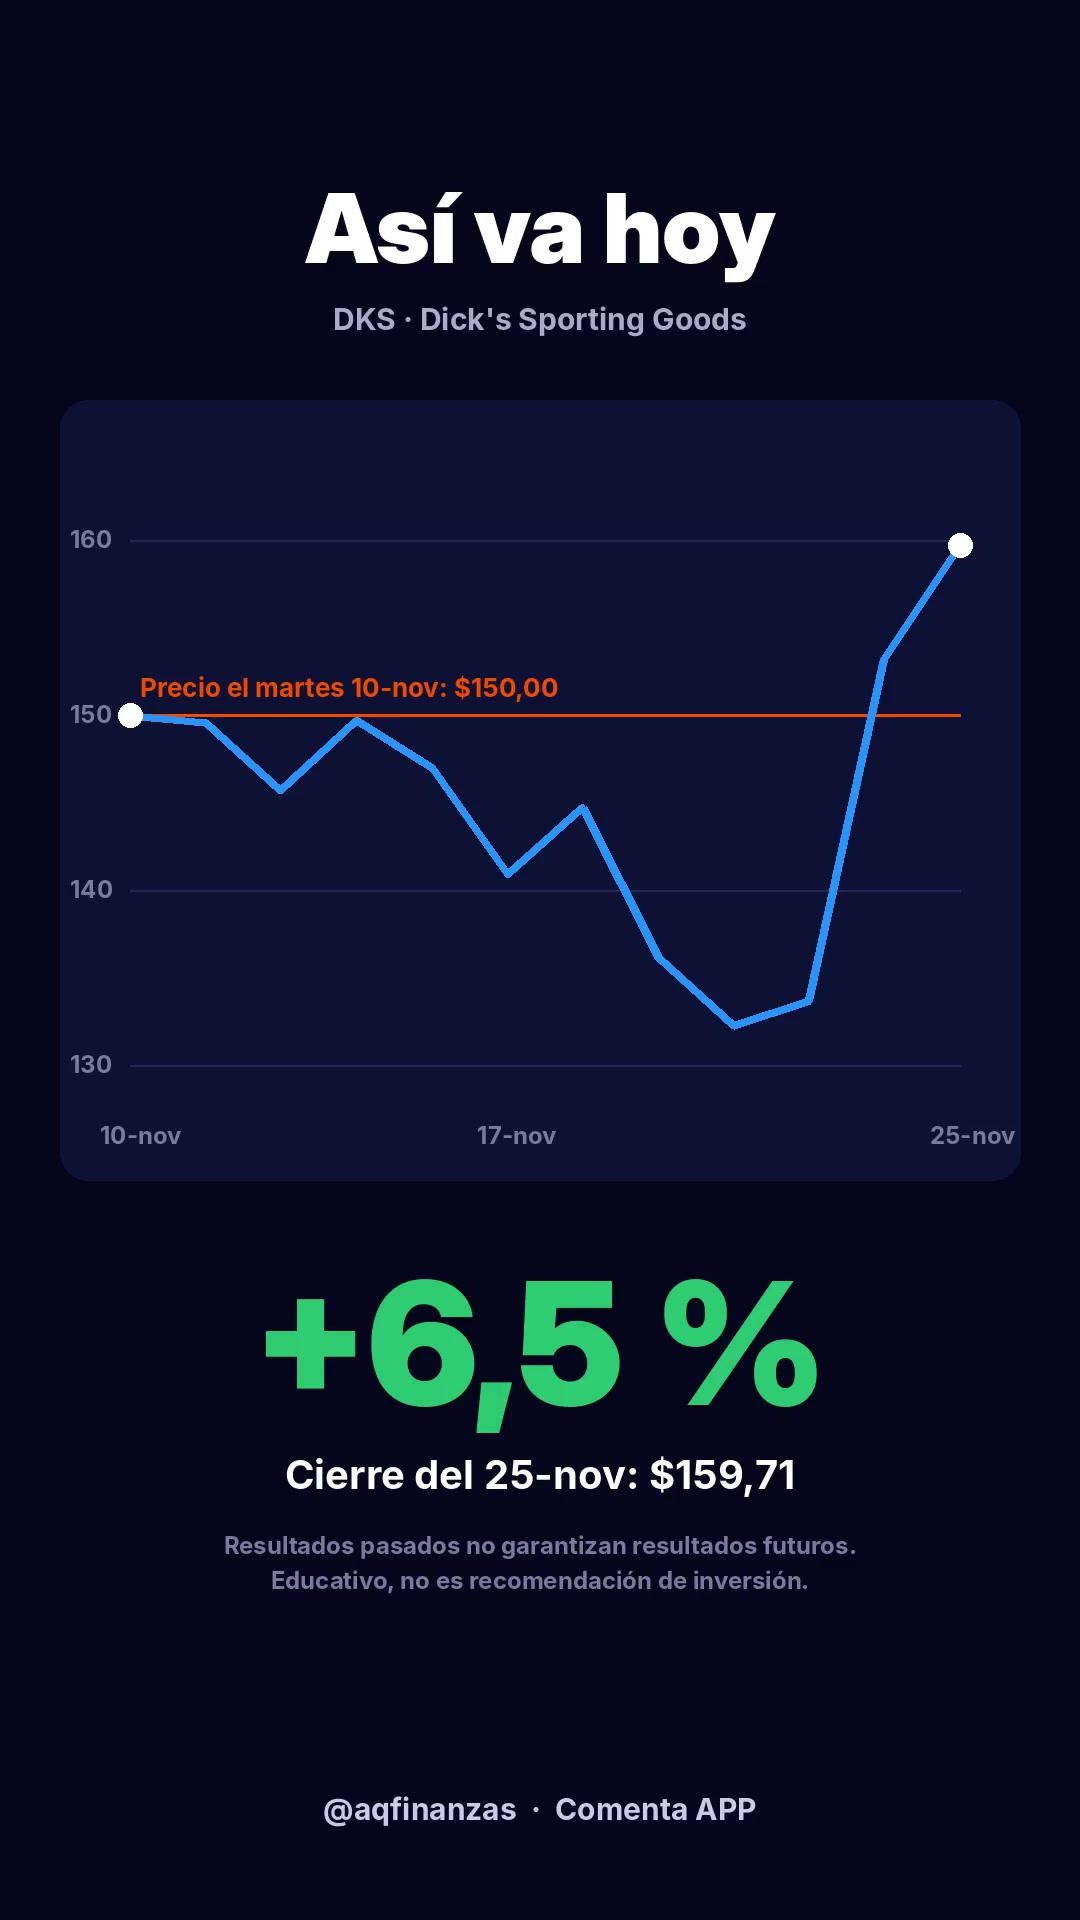 Así va hoy
DKS · Dick's Sporting Goods
160
Precio el martes 10-nov: $150,00
150
140
130
10-nov 17-nov 25-nov
+6,5 %
Cierre del 25-nov: $159,71
Resultados pasados no garantizan resultados futuros.
Educativo, no es recomendación de inversión.
@aqfinanzas · Comenta APP